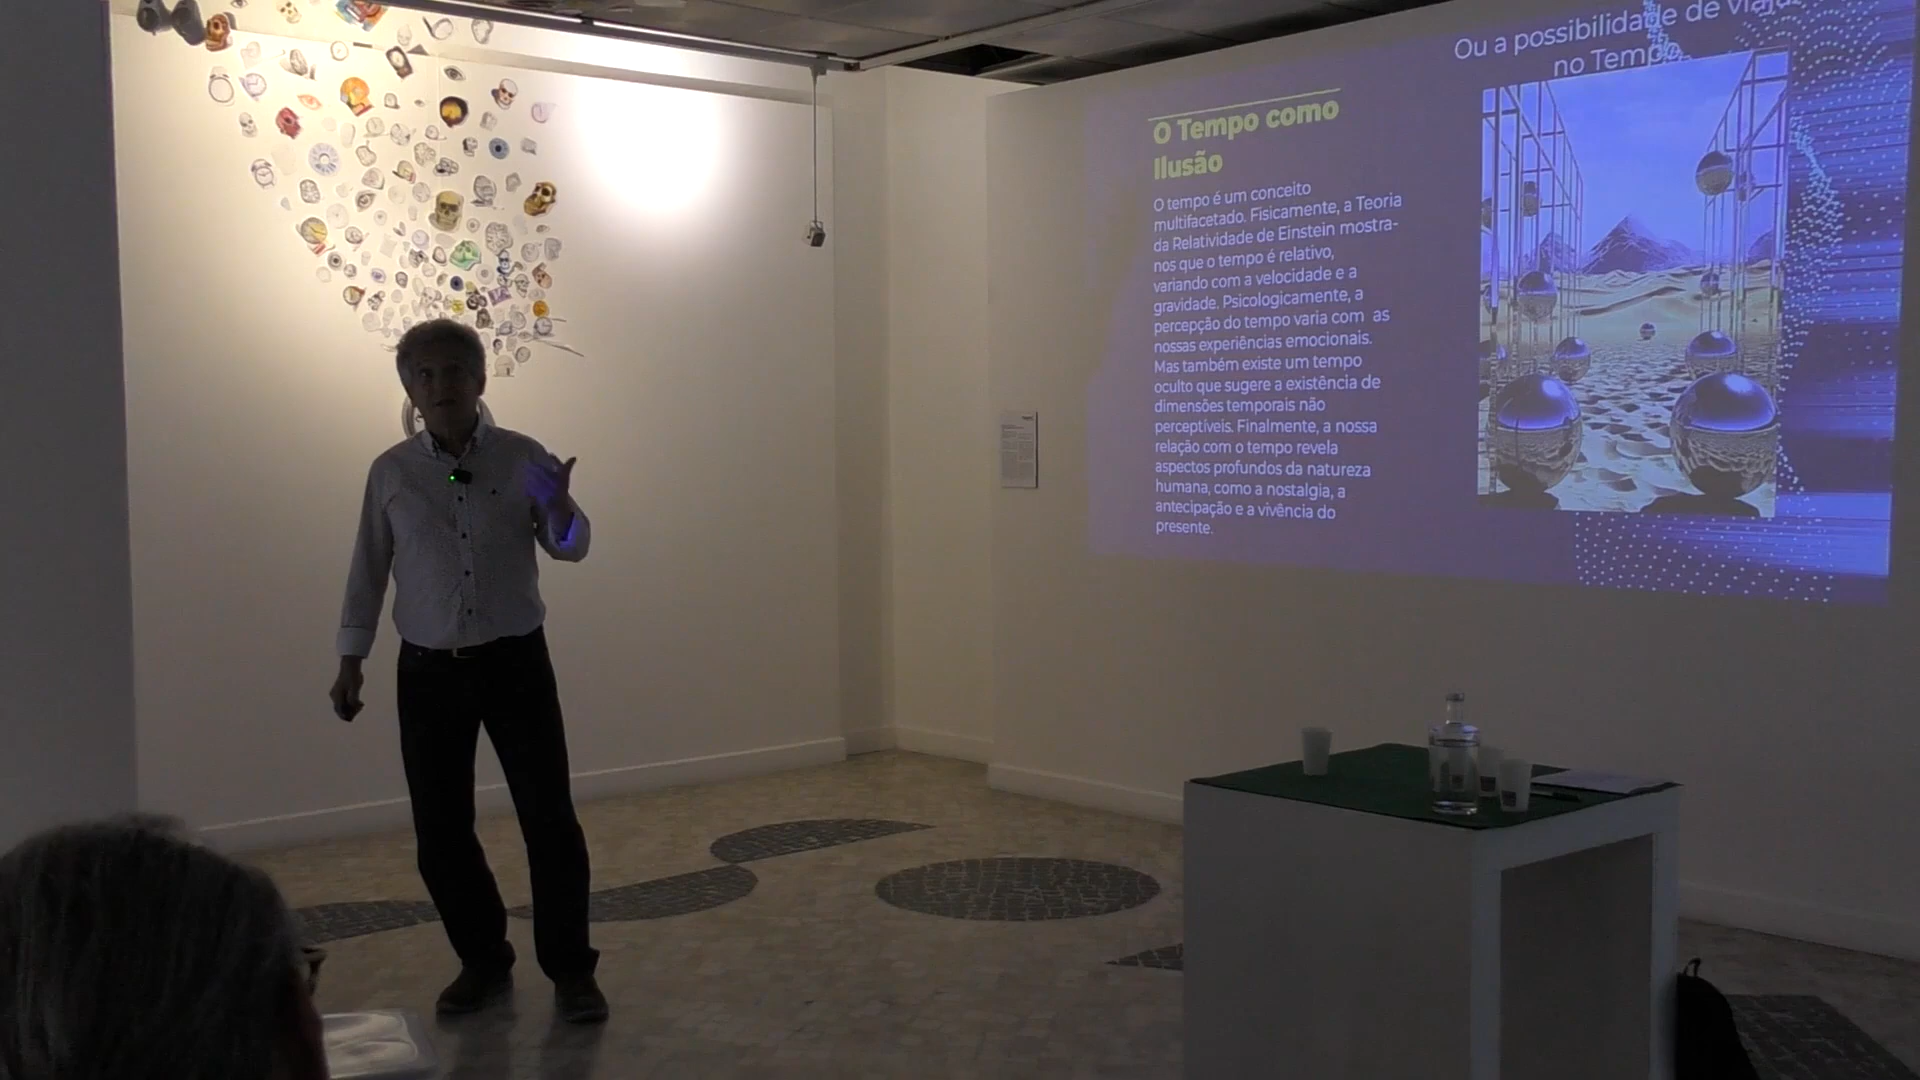 Ou a possibilidade de viajar
no Tempo
O Tempo como
Ilusão
O tempo é um conceito
multifacetado. Fisicamente, a Teoria
da Relatividade de Einstein mostra-
nos que o tempo é relativo,
variando com a velocidade e a
gravidade. Psicologicamente, a
percepção do tempo varia com as
nossas experiências emocionais.
Mas também existe um tempo
oculto que sugere a existência de
dimensões temporais não
perceptíveis. Finalmente, a nossa
relação com o tempo revela
aspectos profundos da natureza
humana, como a nostalgia, a
antecipação e a vivência do
presente.